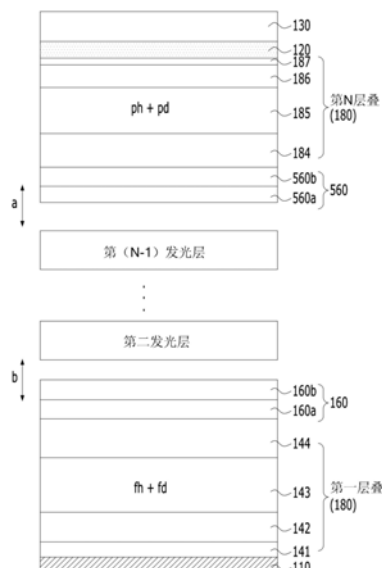 130
120
187
186
第N层叠
(180)
ph + pd
185
184
560b
560
560a
a
第（N-1）发光层
第二发光层
b
160b
160
160a
144
fh + fd
143
第一层叠
(180)
142
141
110